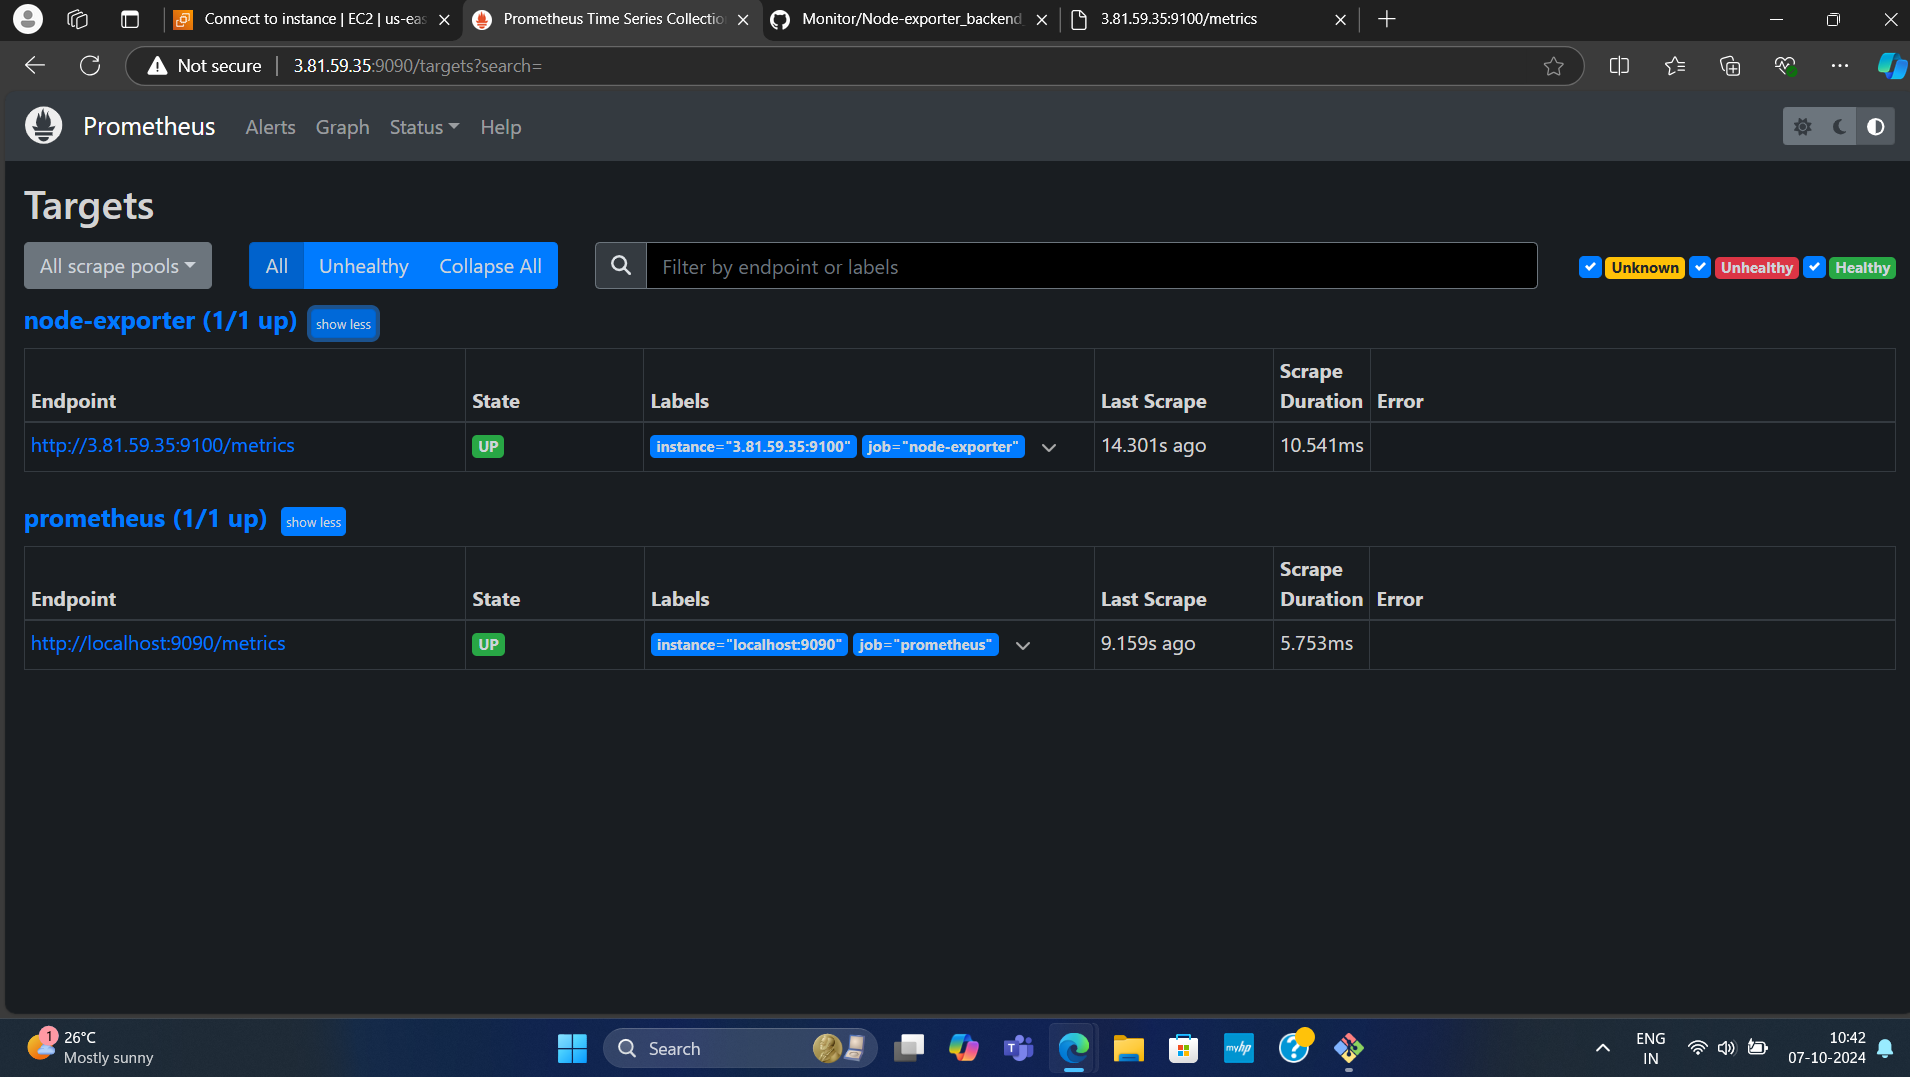 Connect to instance | EC2 | us-eas
Prometheus Time Series Collectio
Monitor/Node-exporter_backend
3.81.59.35:9100/metrics
Not secure
3.81.59.35:9090/targets?search=
Prometheus
Alerts
Graph
Status
Help
Targets
All scrape pools
All
Unhealthy
Collapse All
Filter by endpoint or labels
Unknown
Unhealthy
Healthy
node-exporter (1/1 up)
show less
Endpoint
State
Labels
Last Scrape
Scrape
Duration
Error
http://3.81.59.35:9100/metrics
UP
instance="3.81.59.35:9100"
job="node-exporter"
14.301s ago
10.541ms
prometheus (1/1 up)
show less
Endpoint
State
Labels
Last Scrape
Scrape
Duration
Error
http://localhost:9090/metrics
UP
instance="localhost:9090"
job="prometheus"
9.159s ago
5.753ms
1
26°C
Mostly sunny
Search
myhp
ENG
IN
10:42
07-10-2024